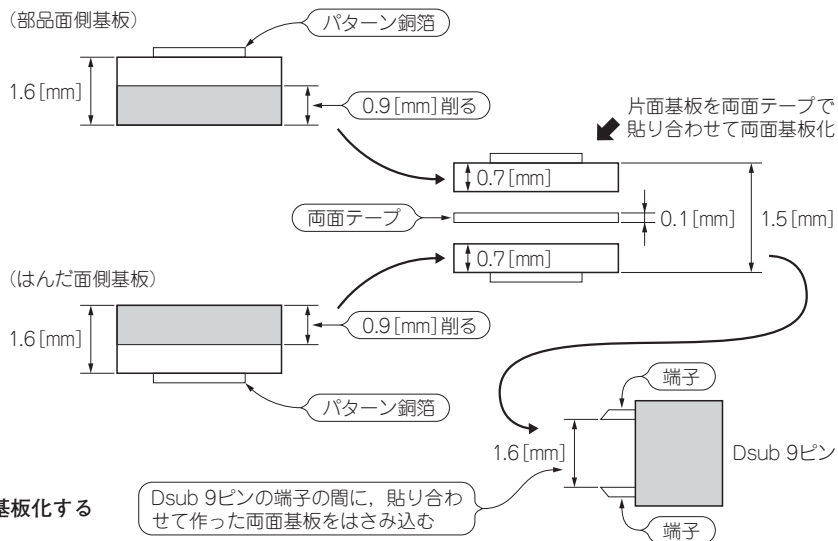 (部品面側基板)
パターン銅箔
1.6[mm]
0.9[mm]削る
片面基板を両面テープで
貼り合わせて両面基板化
0.7[mm]
両面テープ
0.1[mm]
1.5[mm]
0.7[mm]
(はんだ面側基板)
1.6[mm]
0.9[mm]削る
パターン銅箔
端子
1.6[mm]
Dsub 9ピン
基板化する
Dsub 9ピンの端子の間に，貼り合わ
せて作った両面基板をはさみ込む
端子